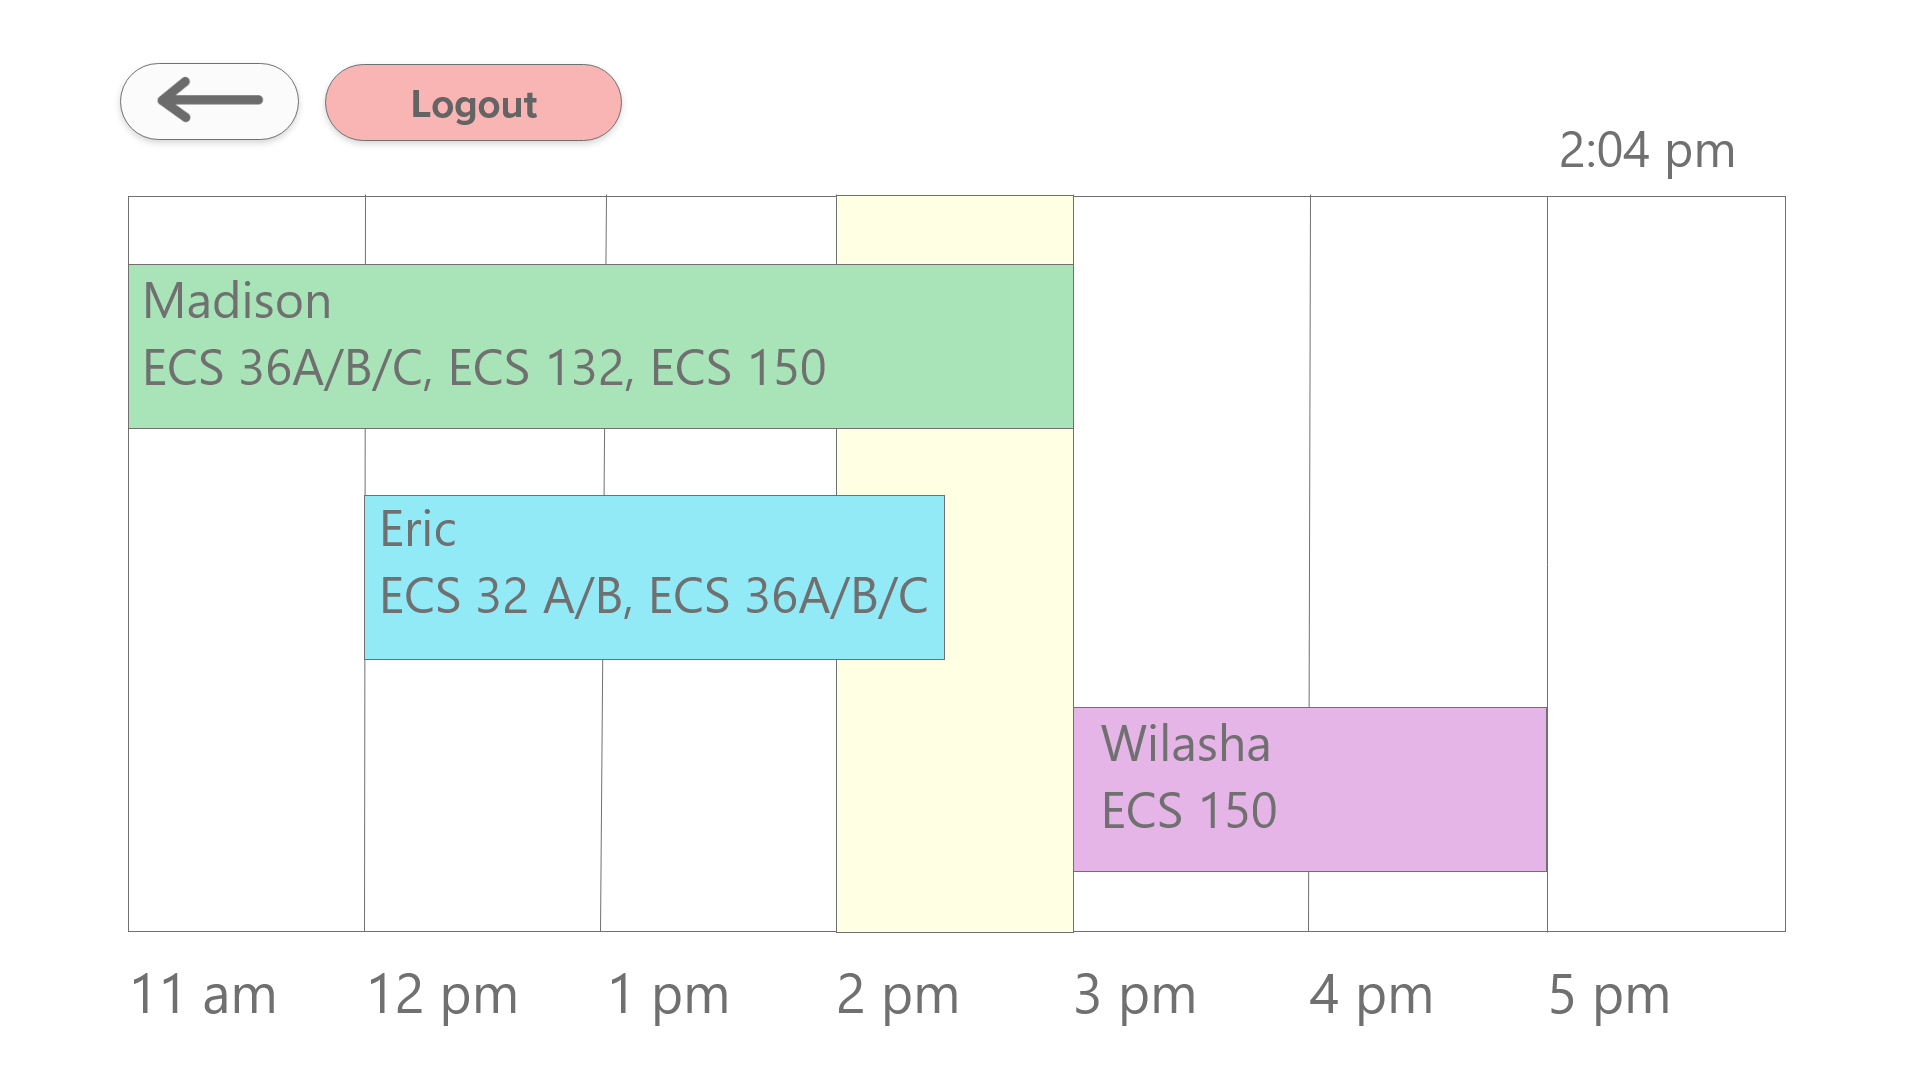 Logout
2:04 pm
Madison
ECS 36A/B/C, ECS 132, ECS 150
Eric
ECS 32 A/B, ECS 36A/B/C
Wilasha
ECS 150
11 am 12 pm 1 pm 2 pm 3 pm 4 pm 5 pm